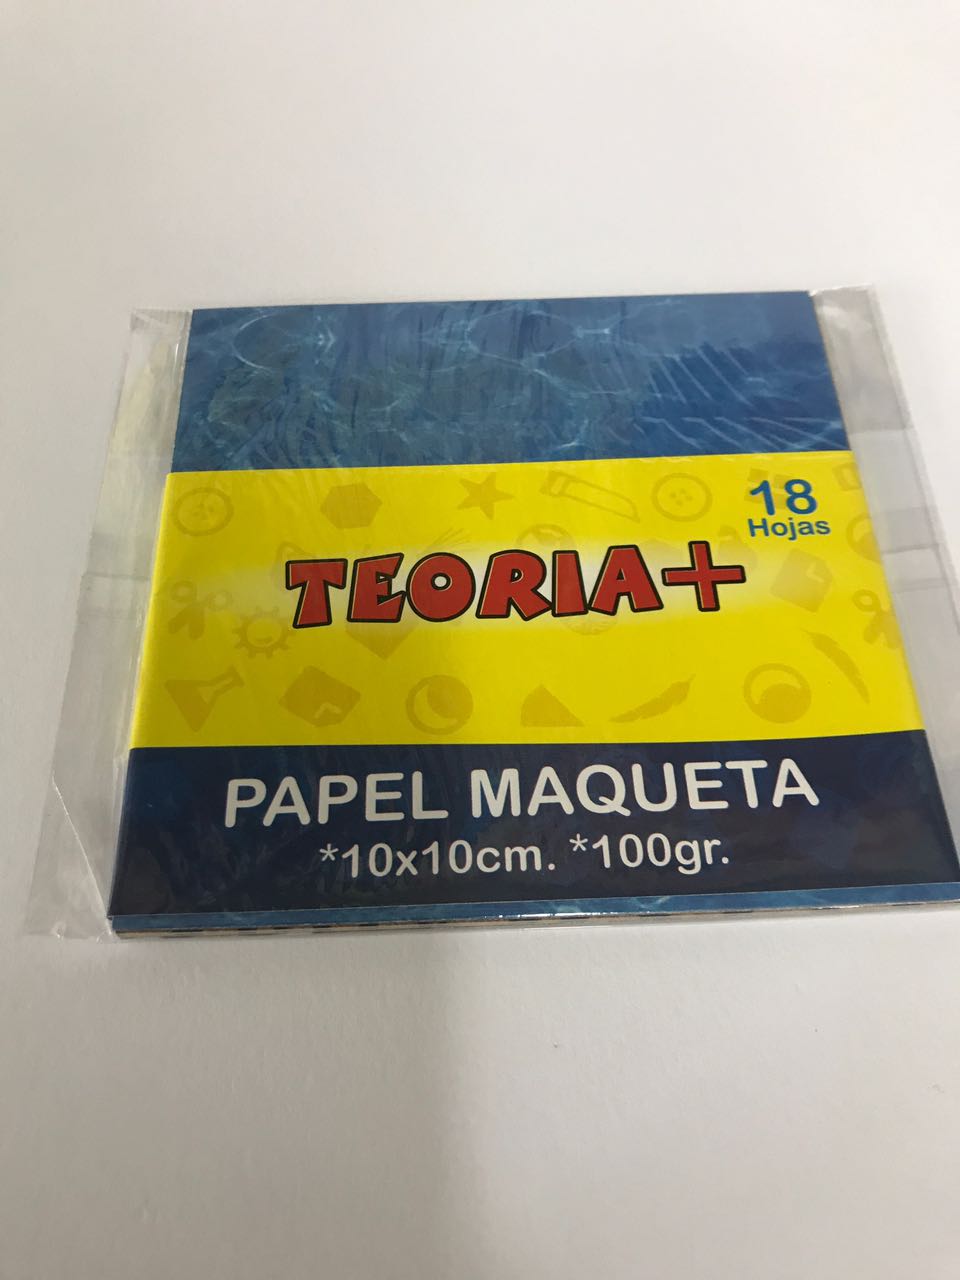 18
Hojas
TEORIA+
PAPEL MAQUETA
*10x10cm. *100gr.